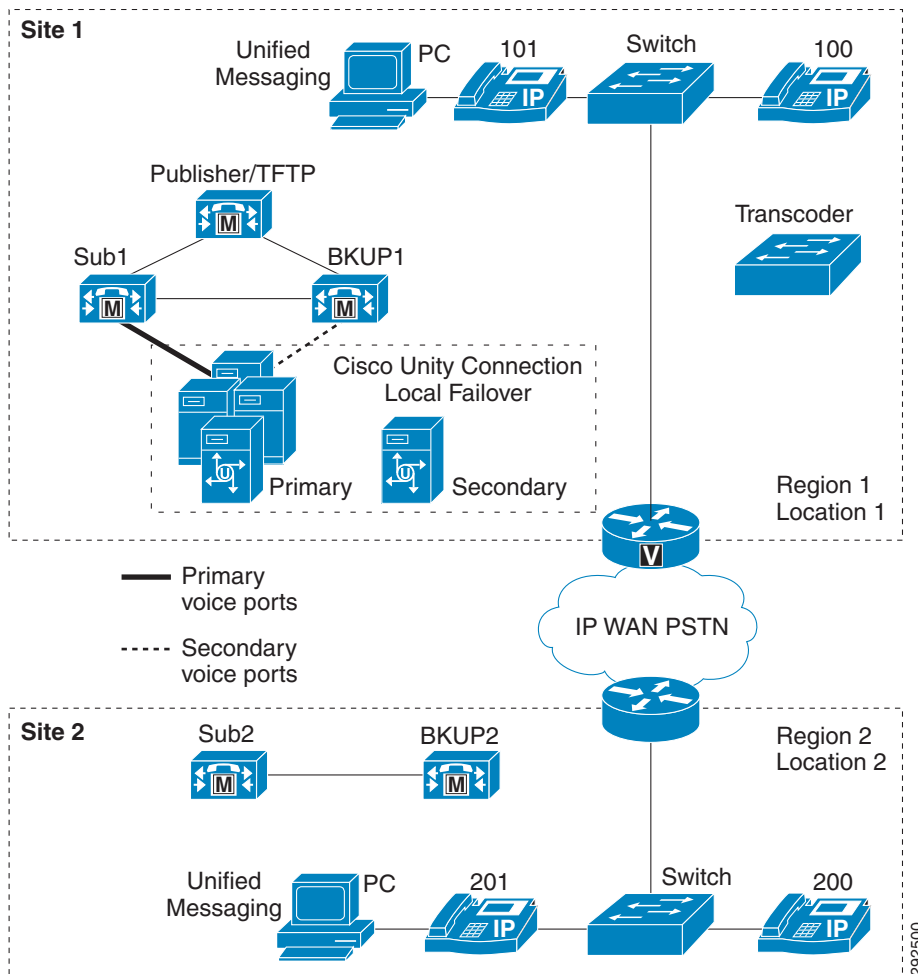 Site 1
Unified
Messaging
PC
101
Switch
100
IP
IP
Publisher/TFTP
M
Transcoder
Sub1
BKUP1
M
M
Cisco Unity Connection
Local Failover
U
U
Primary
Secondary
Region 1
Location 1
V
Primary
voice ports
IP WAN PSTN
Secondary
voice ports
Site 2
Sub2
BKUP2
Region 2
Location 2
M
M
Unified
Messaging
PC
201
Switch
200
IP
IP
292500